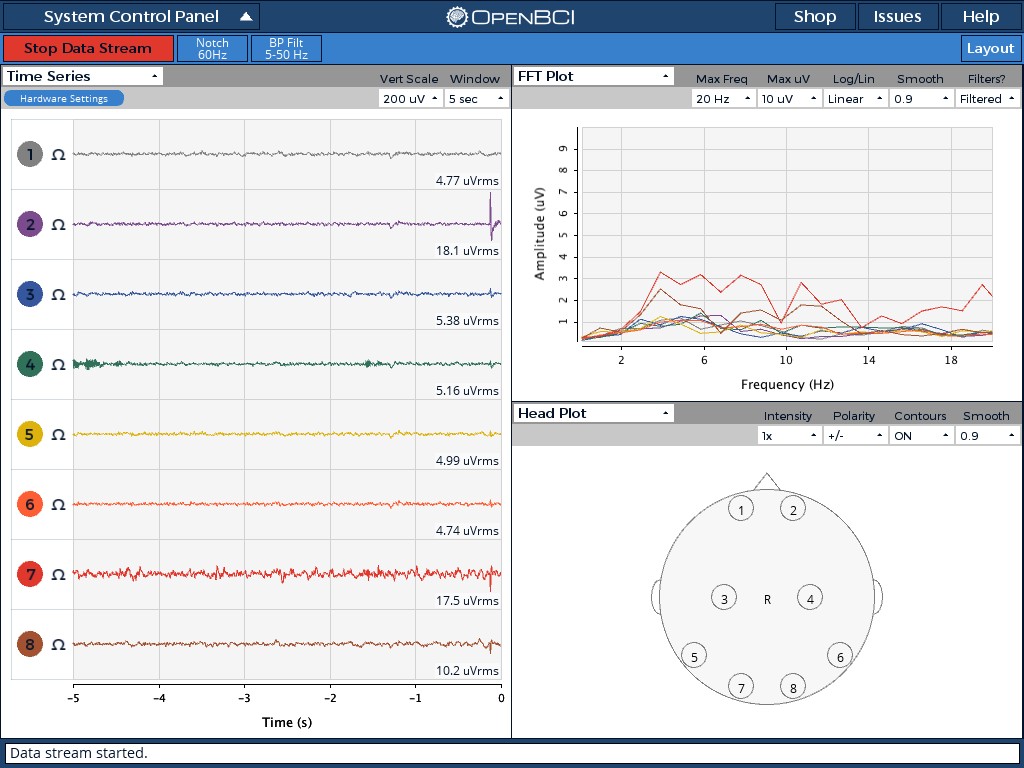 System Control Panel
OpenBCI
Shop
Issues
Help
Stop Data Stream
Notch
60Hz
BP Filt
5-50 Hz
Layout
Time Series
Vert Scale
Window
Hardware Settings
200 uV
5 sec
1 Ω
4.77 uVrms
2 Ω
18.1 uVrms
3 Ω
5.38 uVrms
4 Ω
5.16 uVrms
5 Ω
4.99 uVrms
6 Ω
4.74 uVrms
7 Ω
17.5 uVrms
8 Ω
10.2 uVrms
-5 -4 -3 -2 -1 0
Time (s)
FFT Plot
Max Freq
Max uV
Log/Lin
Smooth
Filters?
20 Hz
10 uV
Linear
0.9
Filtered
Amplitude (uV)
9
8
7
6
5
4
3
2
1
2 6 10 14 18
Frequency (Hz)
Head Plot
Intensity
Polarity
Contours
Smooth
1x
+/-
ON
0.9
1 2
3 R 4
5 6
7 8
Data stream started.